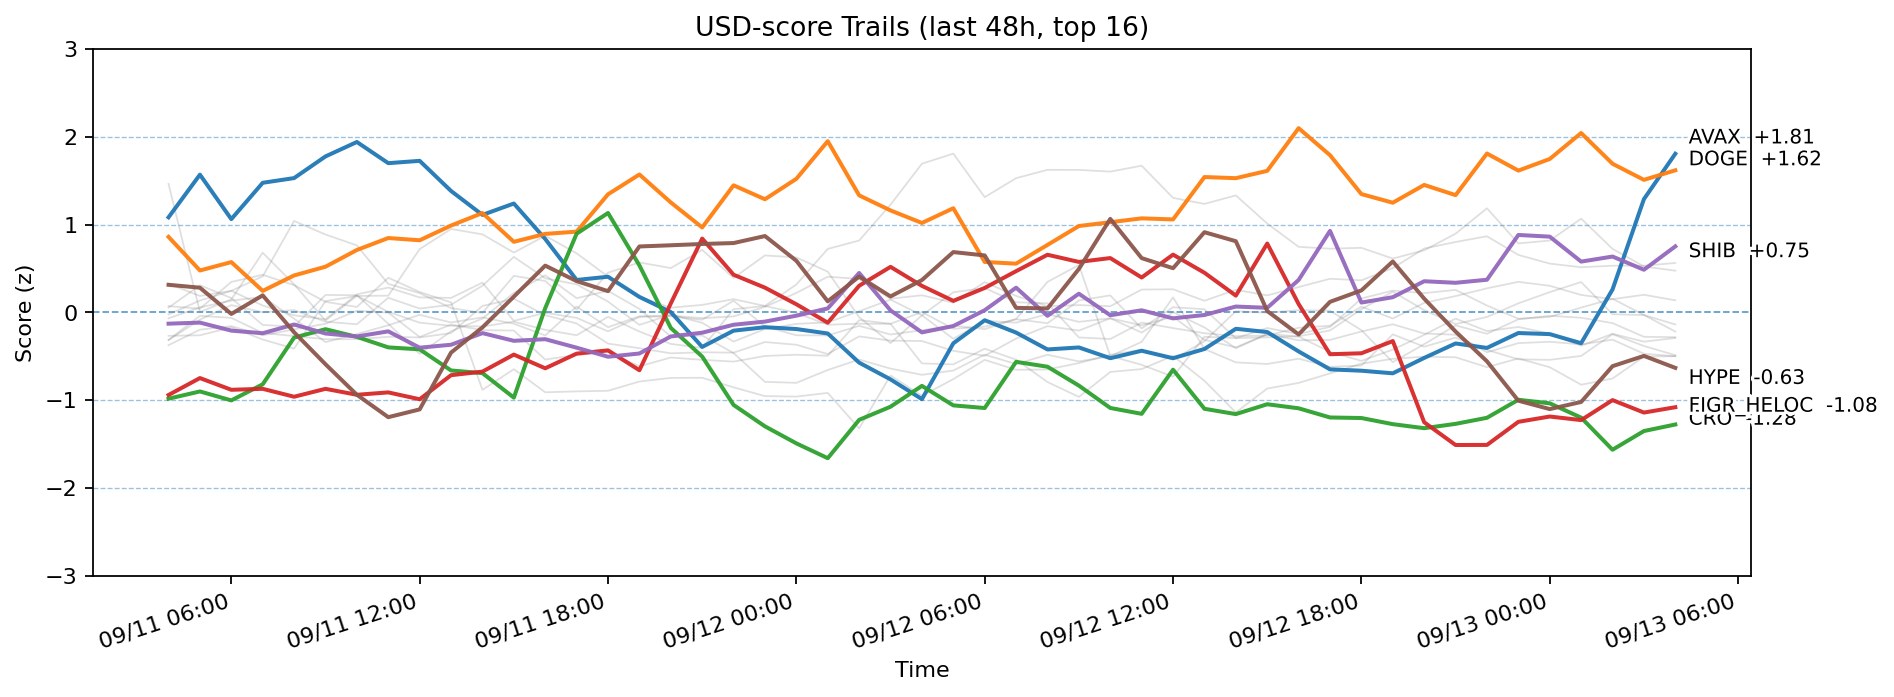 USD-score Trails (last 48h, top 16)
Score (z)
3
2
1
0
−1
−2
−3
AVAX +1.81
DOGE +1.62
SHIB +0.75
HYPE -0.63
FIGR_HELOC -1.08
CRO -1.28
09/11 06:00
09/11 12:00
09/11 18:00
09/12 00:00
09/12 06:00
09/12 12:00
09/12 18:00
09/13 00:00
09/13 06:00
Time